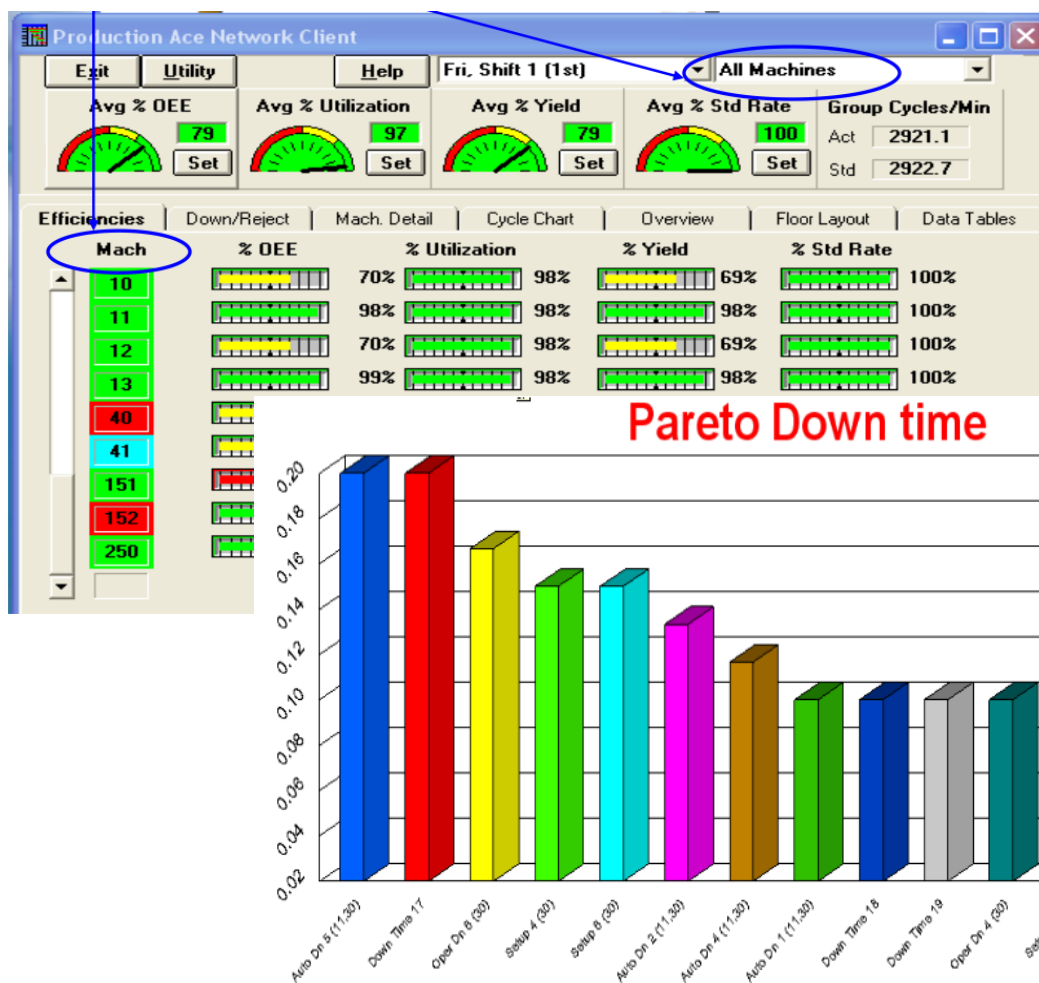 Production Ace Network Client
Exit Utility Help Fri, Shift 1 (1st) All Machines
Avg % OEE Avg % Utilization Avg % Yield Avg % Std Rate Group Cycles/Min
79 97 79 100 Act 2921.1
Set Set Set Set Std 2922.7
Efficiencies Down/Reject Mach. Detail Cycle Chart Overview Floor Layout Data Tables
Mach % OEE % Utilization % Yield % Std Rate
10 70% 98% 69% 100%
11 98% 98% 98% 100%
12 70% 98% 69% 100%
13 99% 98% 98% 100%
40
41
151
152
250
Pareto Down time
0.20
0.18
0.16
0.14
0.12
0.10
0.08
0.06
0.04
0.02
Auto Dn 5 (11,30)
Down Time 17
Oper Dn 6 (30)
Setup 4 (30)
Setup 6 (30)
Auto Dn 2 (11,30)
Auto Dn 4 (11,30)
Auto Dn 1 (11,30)
Down Time 18
Down Time 19
Oper Dn 4 (30)